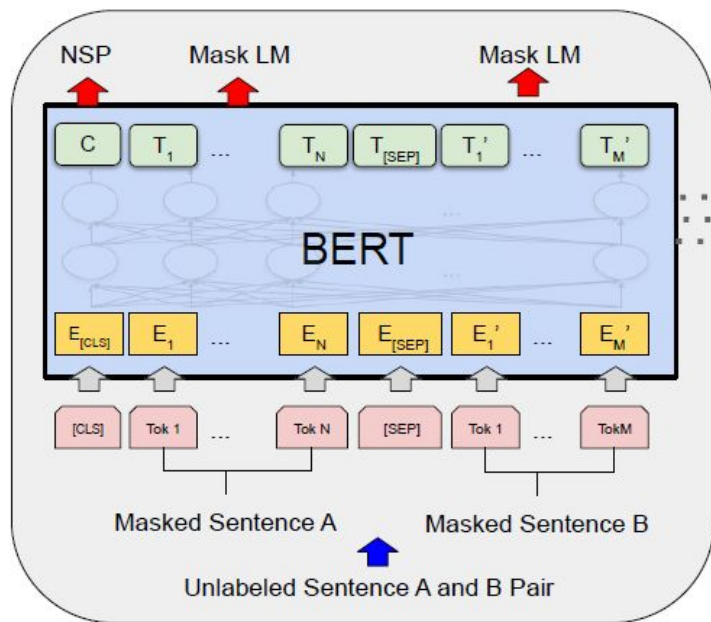 NSP Mask LM Mask LM
C T1 ... TN T[SEP] T1' ... TM'
...
BERT
...
E[CLS] E1 ... EN E[SEP] E1' ... EM'
[CLS] Tok 1 ... Tok N [SEP] Tok 1 ... TokM
Masked Sentence A Masked Sentence B
Unlabeled Sentence A and B Pair